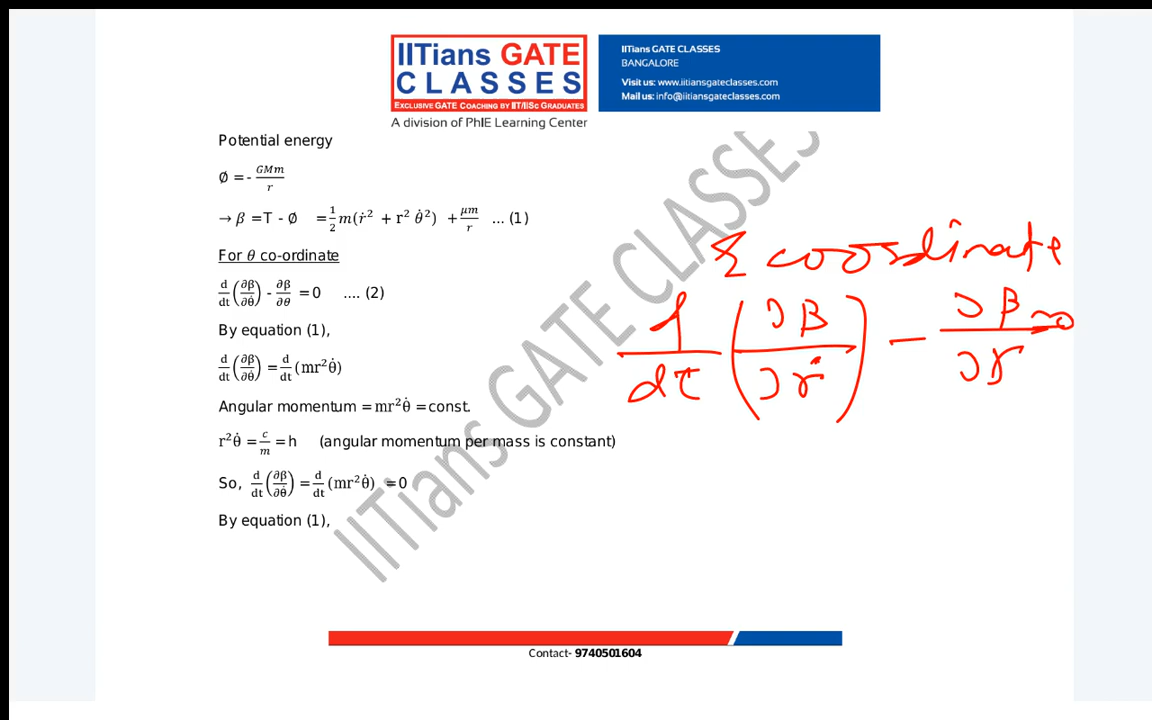 IITians GATE
CLASSES
EXCLUSIVE GATE COACHING BY IIT/IISc GRADUATES
A division of PhIE Learning Center
IITians GATE CLASSES
BANGALORE
Visit us: www.iitiansgateclasses.com
Mail us: info@iitiansgateclasses.com
Potential energy
∅ = - GMm/r
→ β = T - ∅ = 1/2 m(ṙ² + r² θ̇²) + μm/r ... (1)
For θ co-ordinate
d/dt(∂β/∂θ̇) - ∂β/∂θ = 0 .... (2)
By equation (1),
d/dt(∂β/∂θ̇) = d/dt(mr²θ̇)
Angular momentum = mr²θ̇ = const.
r²θ̇ = c/m = h (angular momentum per mass is constant)
So, d/dt(∂β/∂θ̇) = d/dt(mr²θ̇) = 0
By equation (1),
coordinate
d/dt(∂β/∂ṙ) - ∂β/∂r
IITians GATE CLASSES
Contact- 9740501604